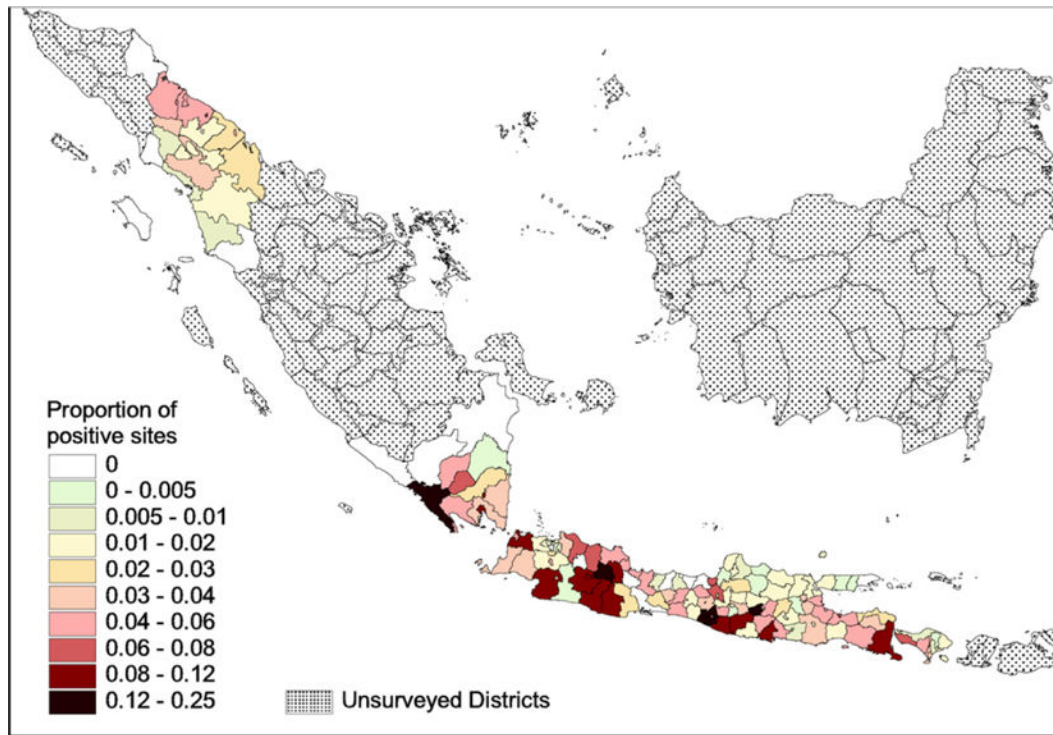 Proportion of
positive sites
0
0 - 0.005
0.005 - 0.01
0.01 - 0.02
0.02 - 0.03
0.03 - 0.04
0.04 - 0.06
0.06 - 0.08
0.08 - 0.12
0.12 - 0.25
Unsurveyed Districts